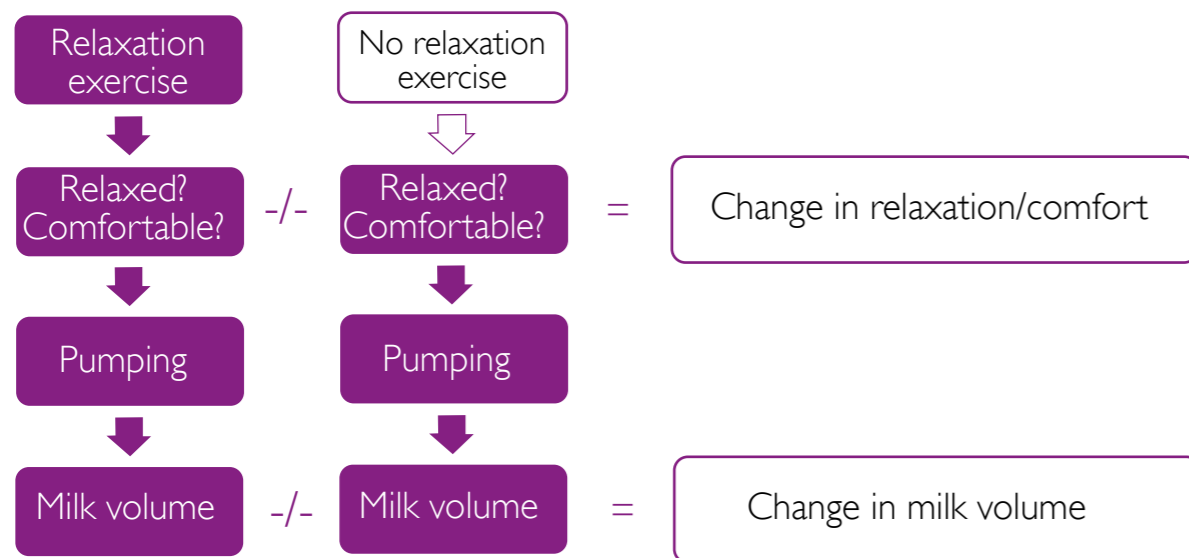 Relaxation
exercise
No relaxation
exercise
Relaxed?
Comfortable?
-/-
Relaxed?
Comfortable?
=
Change in relaxation/comfort
Pumping
Pumping
Milk volume
-/-
Milk volume
=
Change in milk volume